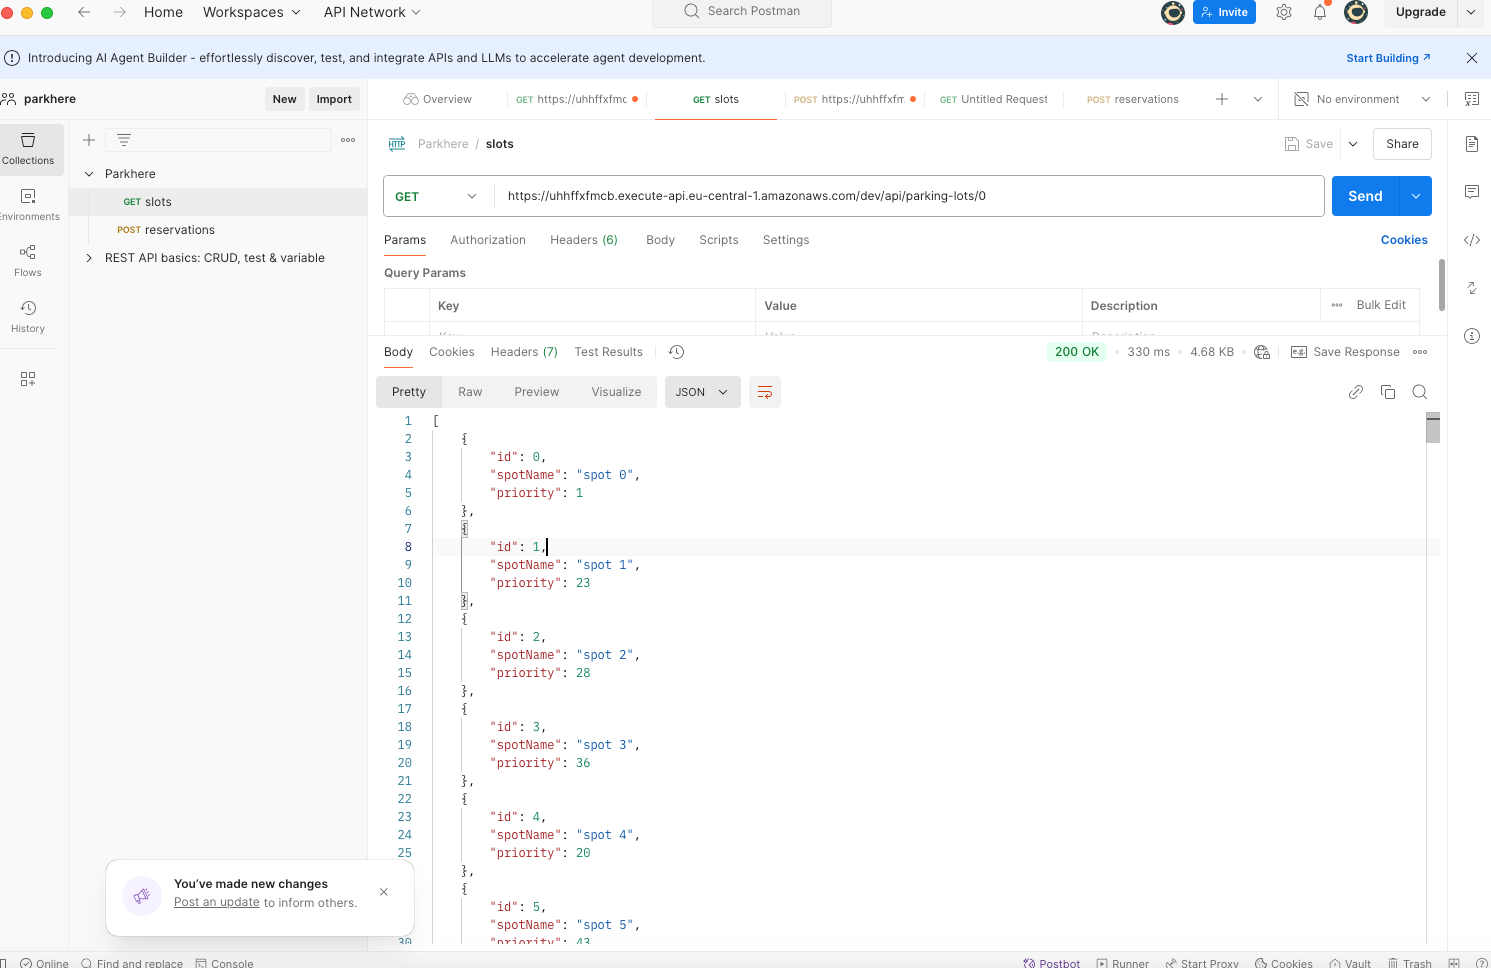 Home Workspaces API Network Search Postman Invite Upgrade
Introducing AI Agent Builder - effortlessly discover, test, and integrate APIs and LLMs to accelerate agent development. Start Building
parkhere New Import
Overview GET https://uhhffxfmc GET slots POST https://uhhffxfm GET Untitled Request POST reservations No environment
Collections
Environments
Flows
History
Parkhere
GET slots
POST reservations
REST API basics: CRUD, test & variable
HTTP Parkhere / slots Save Share
GET https://uhhffxfmcb.execute-api.eu-central-1.amazonaws.com/dev/api/parking-lots/0 Send
Params Authorization Headers (6) Body Scripts Settings Cookies
Query Params
Key Value Description Bulk Edit
Key Value Description
Body Cookies Headers (7) Test Results 200 OK 330 ms 4.68 KB e.g. Save Response
Pretty Raw Preview Visualize JSON
1 [
2 {
3 "id": 0,
4 "spotName": "spot 0",
5 "priority": 1
6 },
7 {
8 "id": 1,
9 "spotName": "spot 1",
10 "priority": 23
11 },
12 {
13 "id": 2,
14 "spotName": "spot 2",
15 "priority": 28
16 },
17 {
18 "id": 3,
19 "spotName": "spot 3",
20 "priority": 36
21 },
22 {
23 "id": 4,
24 "spotName": "spot 4",
25 "priority": 20
},
{
"id": 5,
"spotName": "spot 5",
30 "priority": 43
You've made new changes
Post an update to inform others.
Online Find and replace Console Postbot Runner Start Proxy Cookies Vault Trash